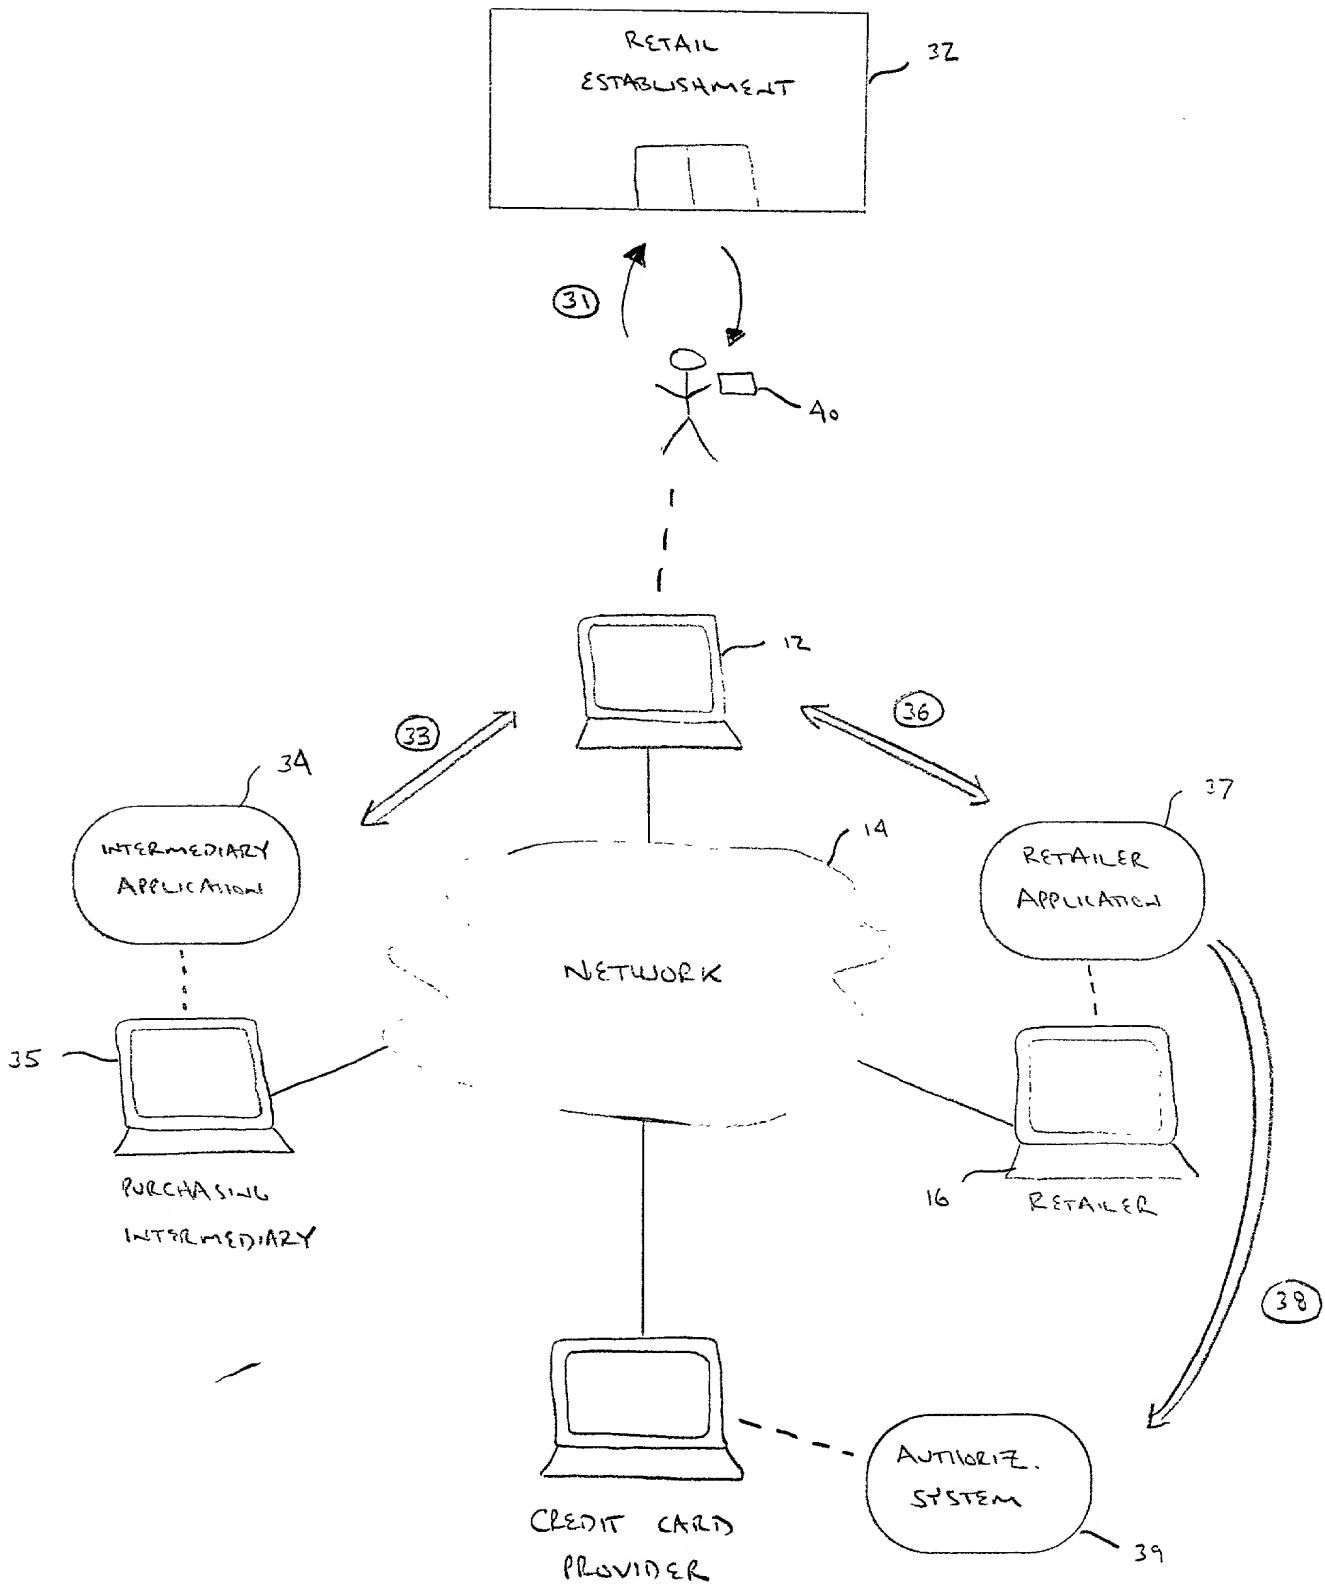 RETAIL
ESTABLISHMENT
32
31
40
12
33
36
34
37
14
INTERMEDIARY
APPLICATION
RETAILER
APPLICATION
NETWORK
35
PURCHASING
INTERMEDIARY
16
RETAILER
38
AUTHORIZ.
SYSTEM
39
CREDIT CARD
PROVIDER